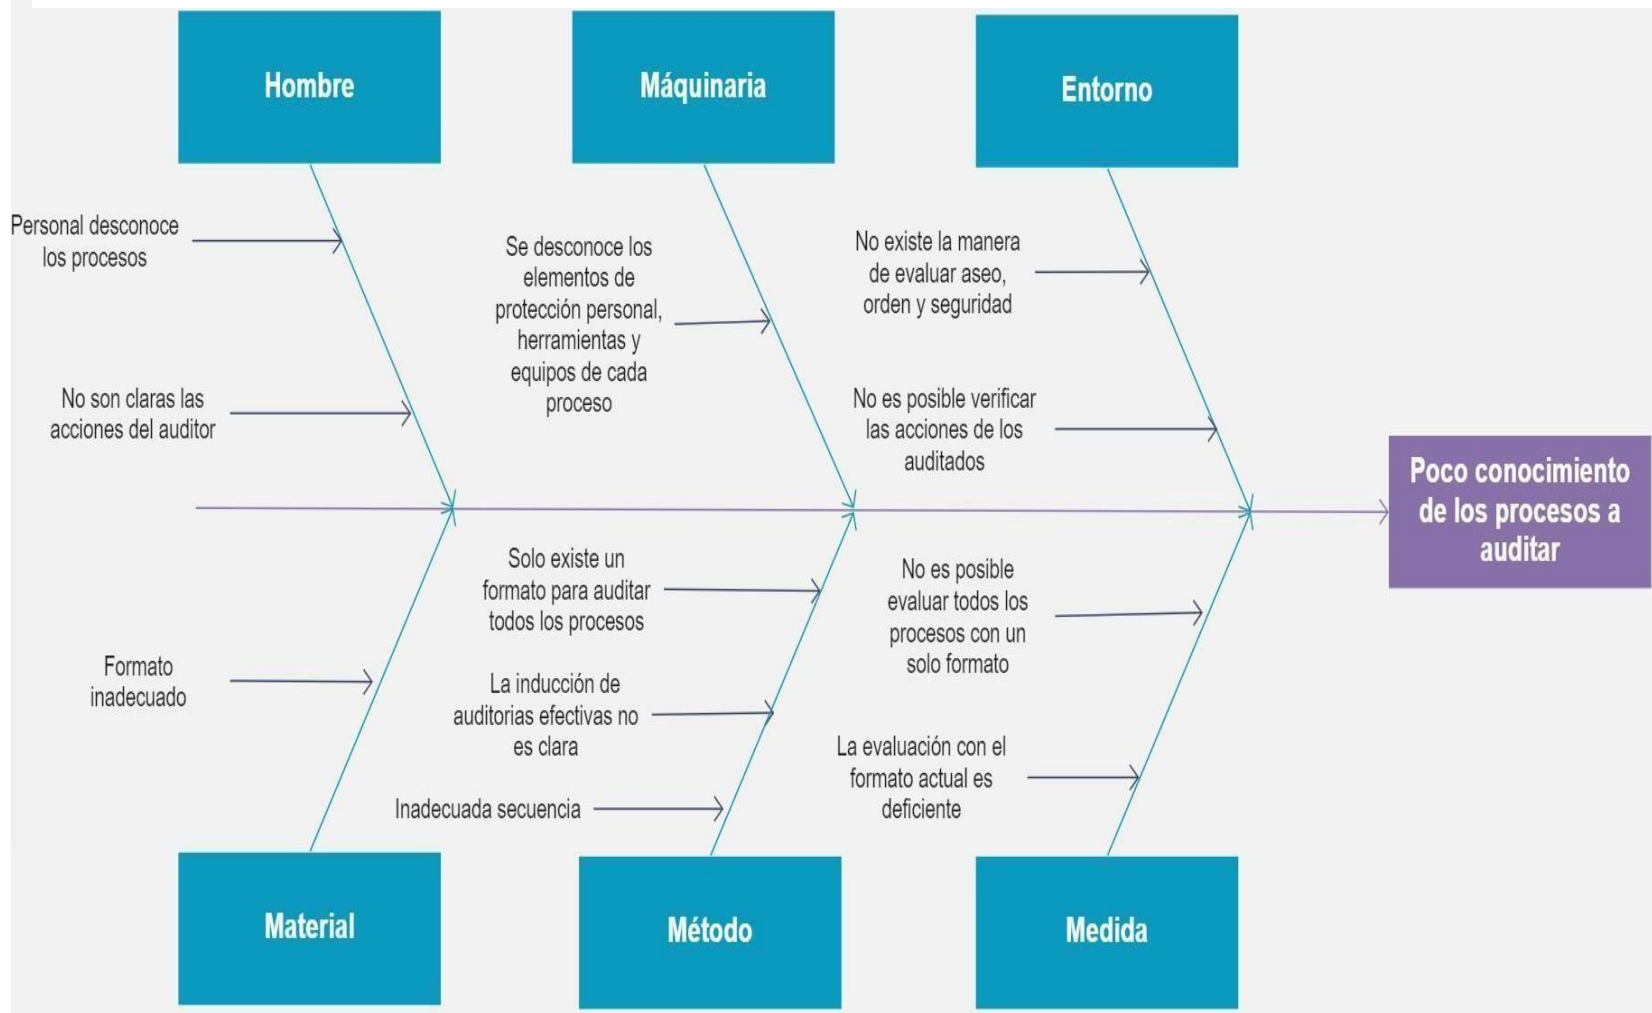 Hombre
Máquinaria
Entorno
Personal desconoce
los procesos
No son claras las
acciones del auditor
Se desconoce los
elementos de
protección personal,
herramientas y
equipos de cada
proceso
No existe la manera
de evaluar aseo,
orden y seguridad
No es posible verificar
las acciones de los
auditados
Poco conocimiento
de los procesos a
auditar
Formato
inadecuado
Solo existe un
formato para auditar
todos los procesos
La inducción de
auditorias efectivas no
es clara
Inadecuada secuencia
No es posible
evaluar todos los
procesos con un
solo formato
La evaluación con el
formato actual es
deficiente
Material
Método
Medida